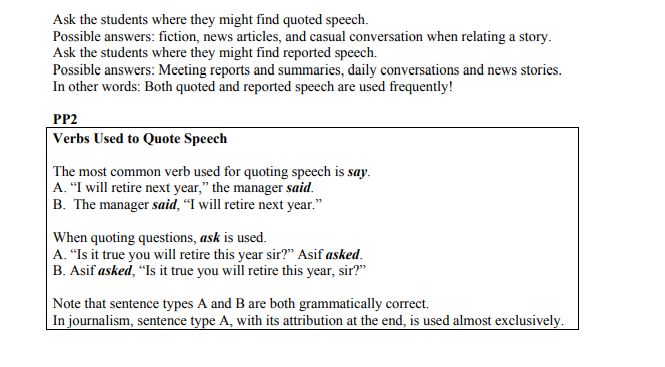 Ask the students where they might find quoted speech.
Possible answers: fiction, news articles, and casual conversation when relating a story.
Ask the students where they might find reported speech.
Possible answers: Meeting reports and summaries, daily conversations and news stories.
In other words: Both quoted and reported speech are used frequently!
PP2
Verbs Used to Quote Speech
The most common verb used for quoting speech is say.
A. “I will retire next year,” the manager said.
B. The manager said, “I will retire next year.”
When quoting questions, ask is used.
A. “Is it true you will retire this year sir?” Asif asked.
B. Asif asked, “Is it true you will retire this year, sir?”
Note that sentence types A and B are both grammatically correct.
In journalism, sentence type A, with its attribution at the end, is used almost exclusively.